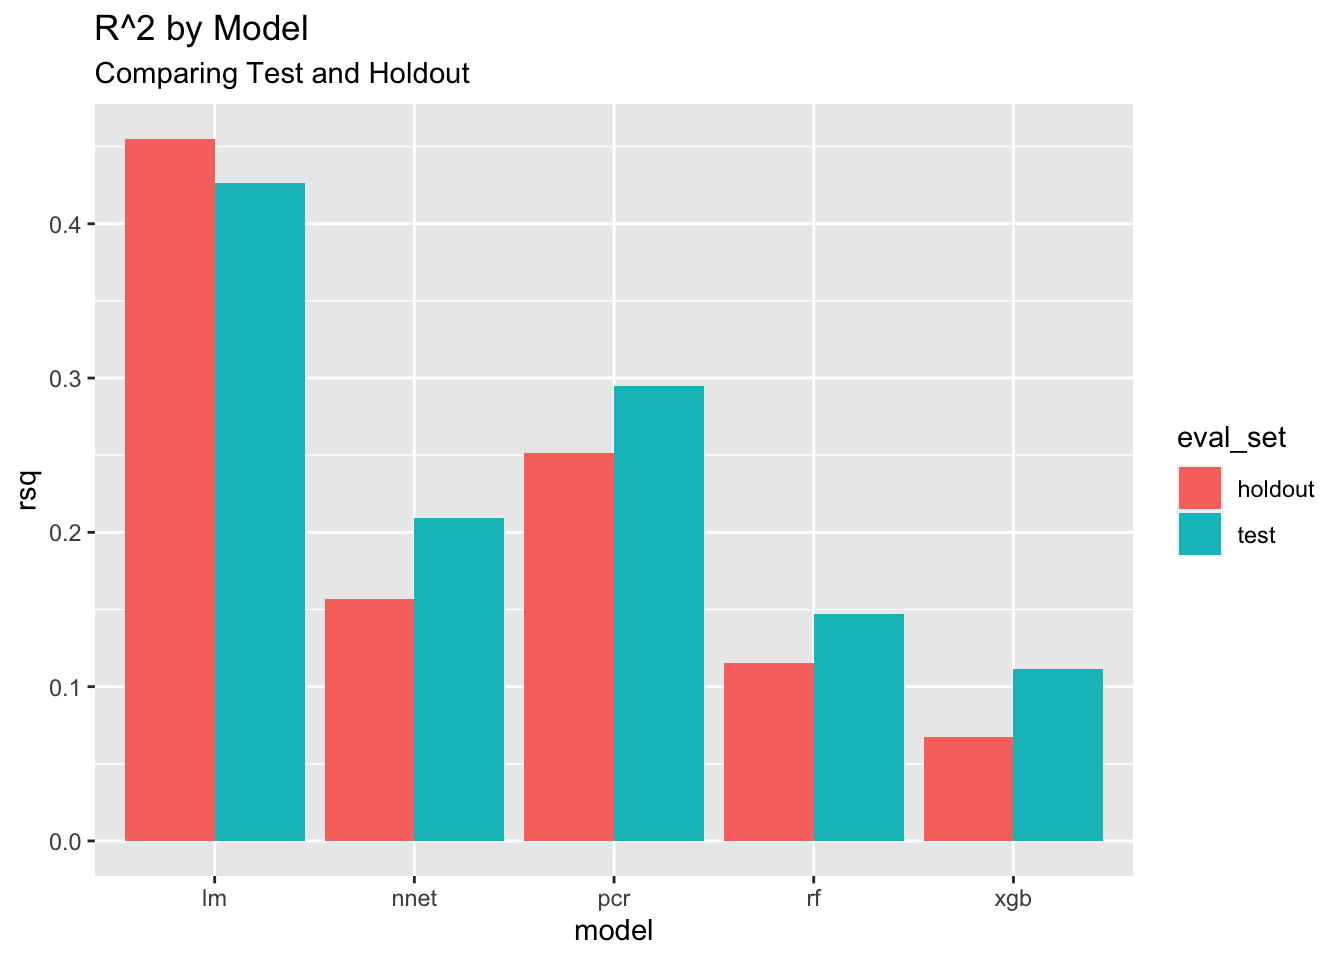 R^2 by Model
Comparing Test and Holdout
rsq
0.4
0.3
0.2
0.1
0.0
lm nnet pcr rf xgb
model
eval_set
holdout
test